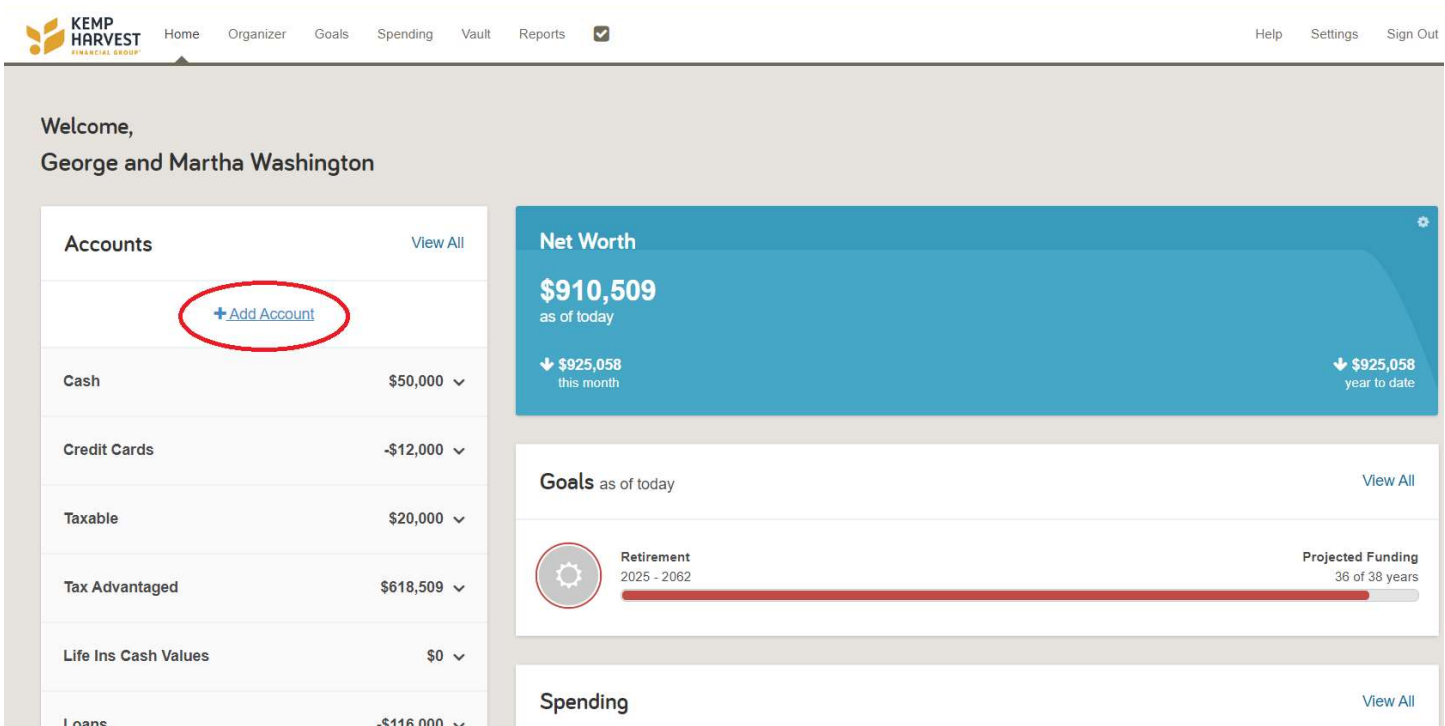 KEMP
HARVEST
FINANCIAL GROUP
Home Organizer Goals Spending Vault Reports
Help Settings Sign Out
Welcome,
George and Martha Washington
Accounts View All
+ Add Account
Cash $50,000
Credit Cards -$12,000
Taxable $20,000
Tax Advantaged $618,509
Life Ins Cash Values $0
Loans -$116,000
Net Worth
$910,509
as of today
$925,058
this month
$925,058
year to date
Goals as of today View All
Retirement
2025 - 2062
Projected Funding
36 of 38 years
Spending View All